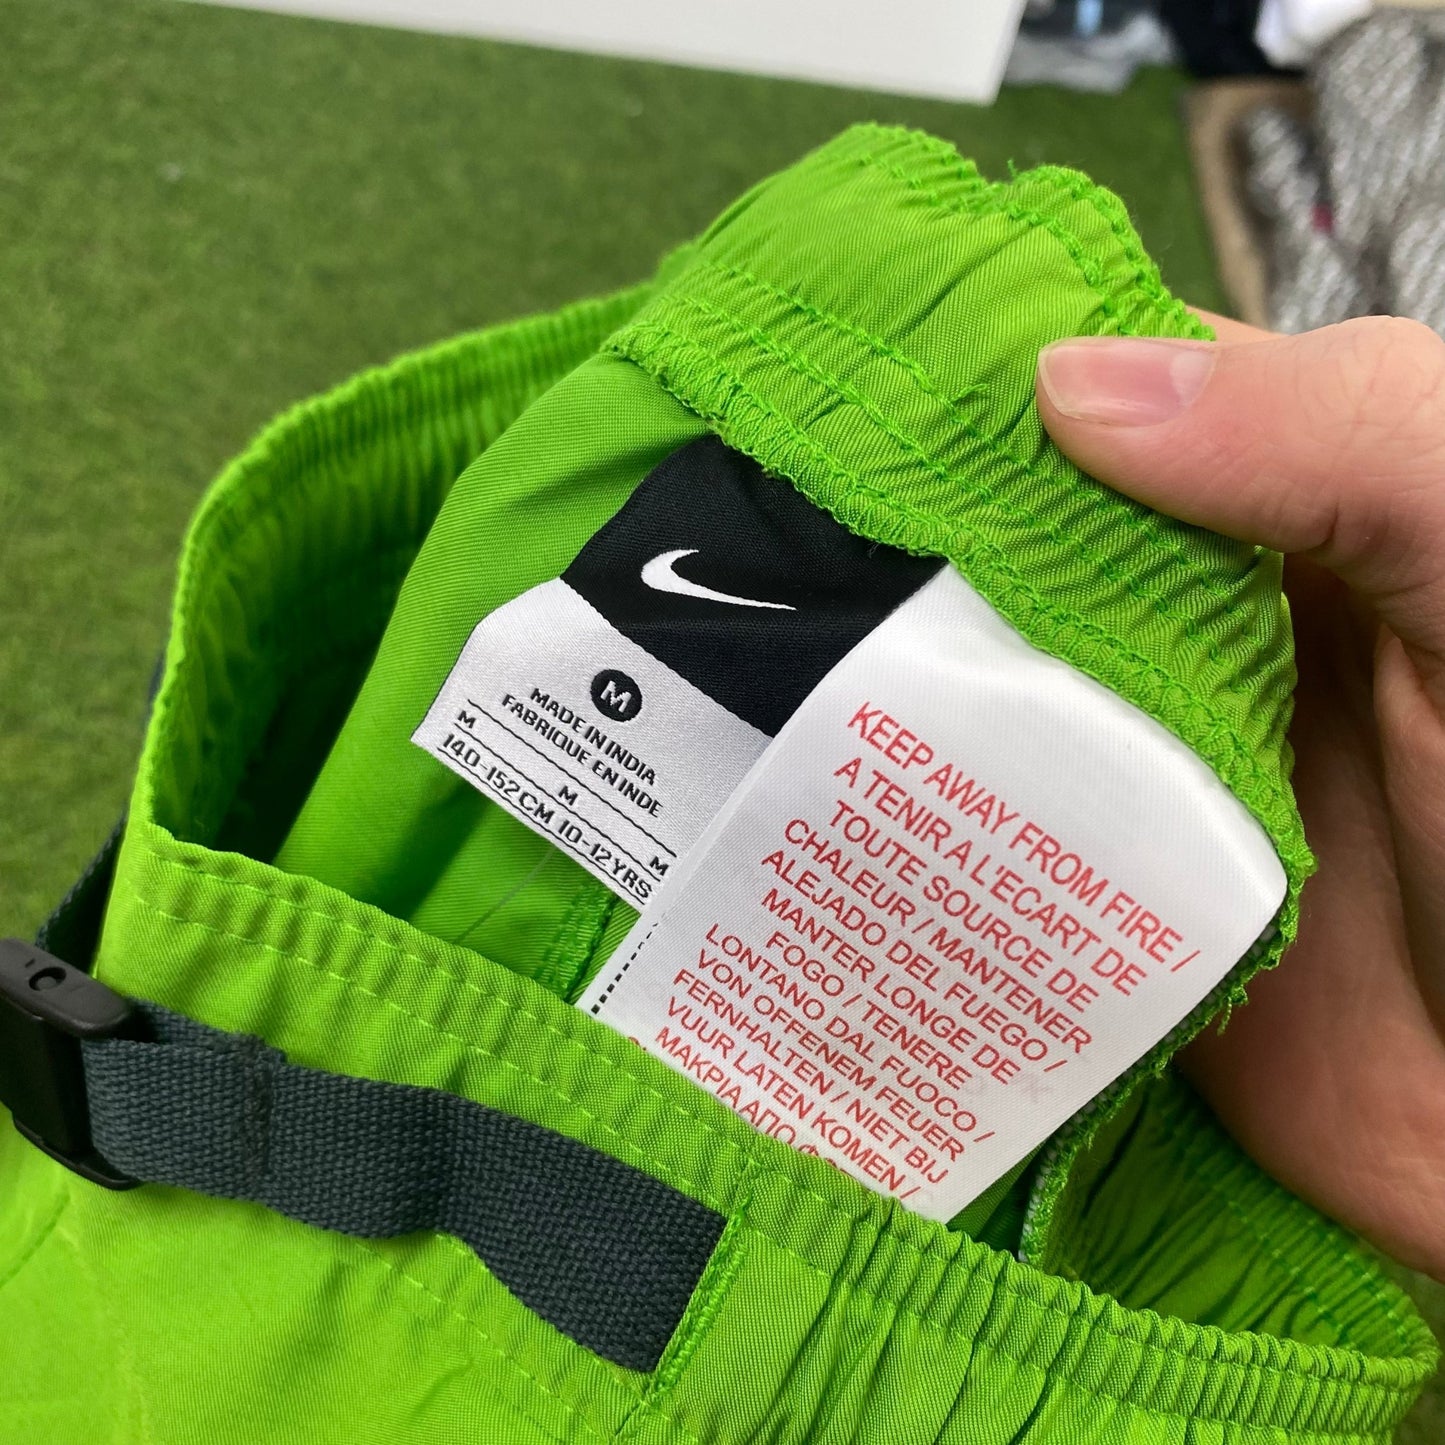 M
MADE IN INDIA
FABRIQUE EN INDE
M M M
140-152CM 10-12YRS
KEEP AWAY FROM FIRE /
A TENIR A L'ECART DE
TOUTE SOURCE DE
CHALEUR / MANTENER
ALEJADO DEL FUEGO /
MANTER LONGE DE
FOGO / TENERE
LONTANO DAL FUOCO /
VON OFFENEM FEUER
FERNHALTEN / NIET BIJ
VUUR LATEN KOMEN /
ΜΑΚΡΙΑ ΑΠΟ